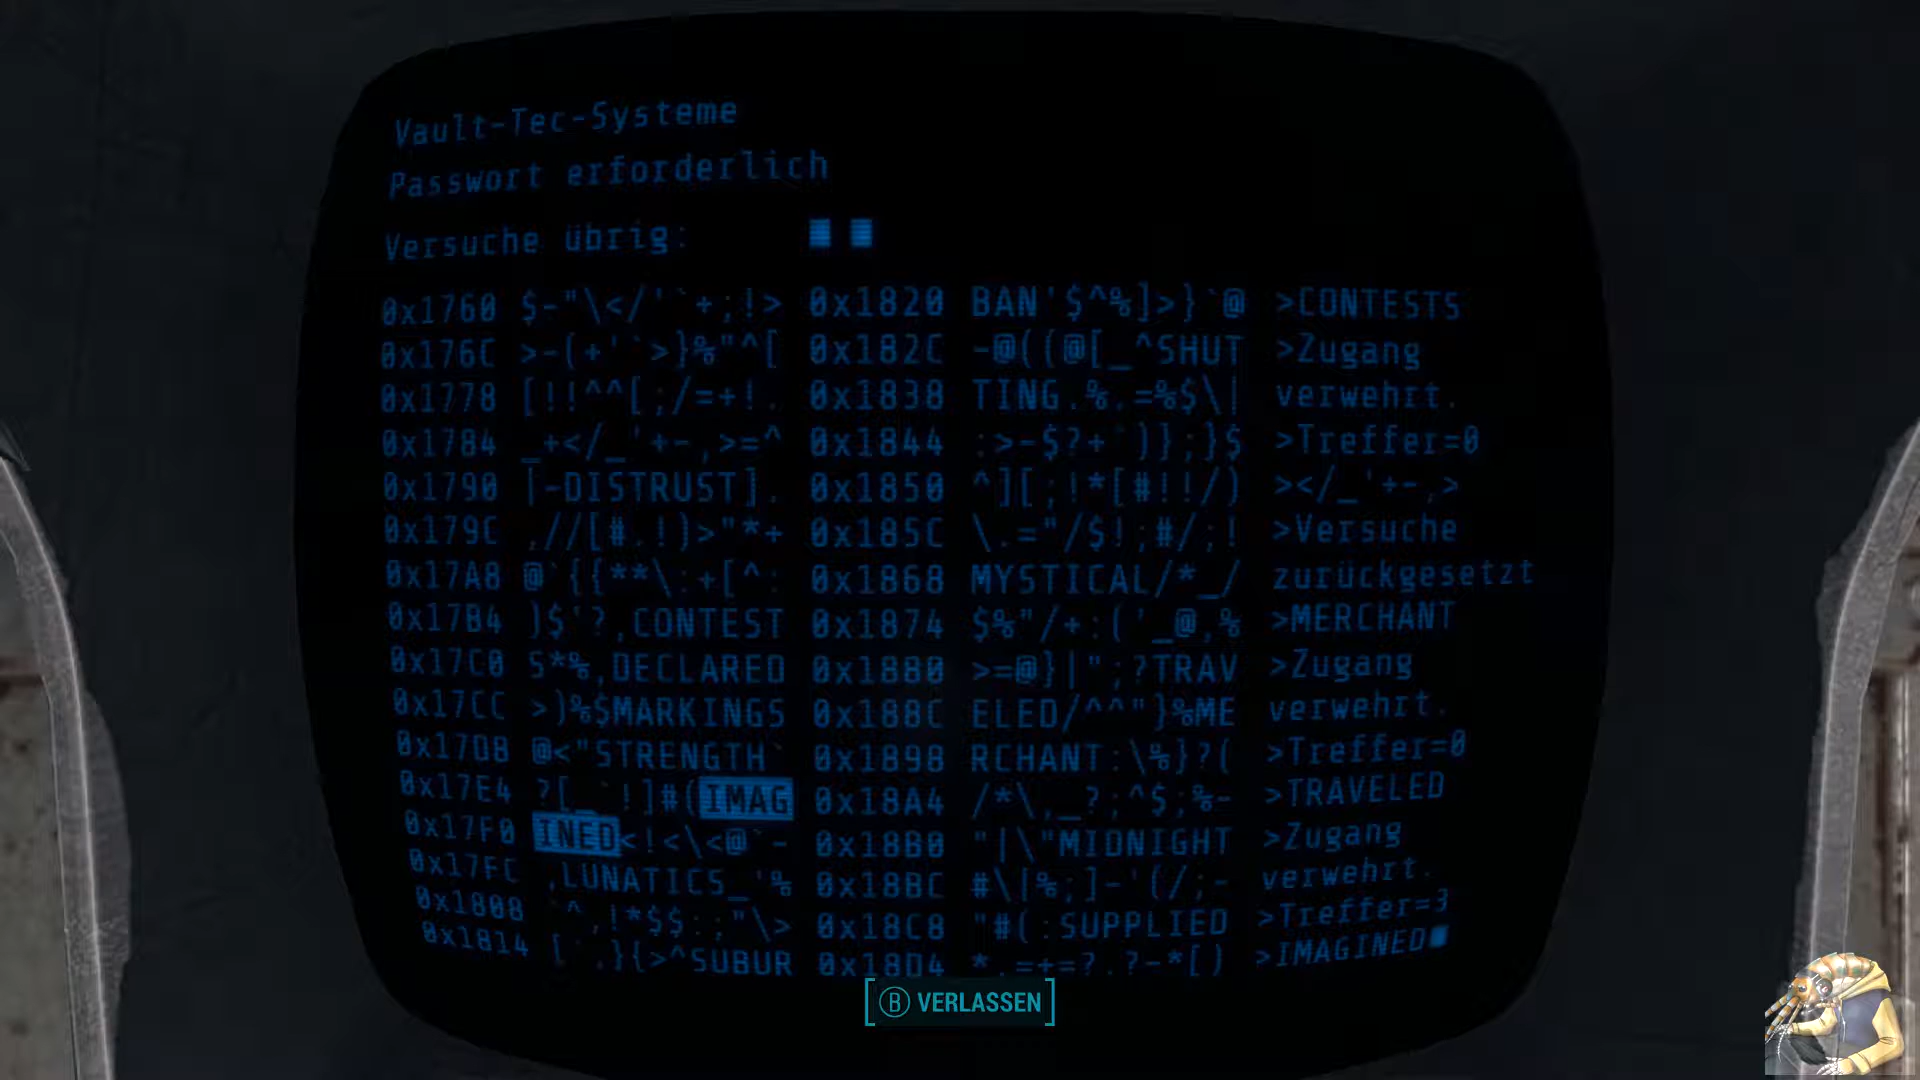 Vault-Tec-Systeme
Passwort erforderlich
Versuche übrig:
0x1760 $-"\</'`+;!> 0x1820 BAN'$^%]>}`@ >CONTESTS
0x176C >-(+'`>}%"^[ 0x182C -@((@[_^SHUT >Zugang
0x1778 [!!^^[;/=+!. 0x1838 TING.%.=%$\| verwehrt.
0x1784 _+</_'+-,>=^ 0x1844 :>-$?+`)};}$ >Treffer=0
0x1790 |-DISTRUST]. 0x1850 ^][;!*[#!!/) ></_'+-,>
0x179C ,//[#.!)>"*+ 0x185C \.="/$!;#/;! >Versuche
0x17A8 @`{{**\:+[^: 0x1868 MYSTICAL/*_/ zurückgesetzt
0x17B4 )$'?,CONTEST 0x1874 $%"/+:('_@,% >MERCHANT
0x17C0 S*%,DECLARED 0x1880 >=@}|";?TRAV >Zugang
0x17CC >)%$MARKINGS 0x188C ELED/^^"}%ME verwehrt.
0x17D8 @<"STRENGTH` 0x1898 RCHANT:\%}?( >Treffer=0
0x17E4 ?[_`!]#(IMAG 0x18A4 /*\,_?;^$;%- >TRAVELED
0x17F0 INED<!<\<@`- 0x18B0 "|\"MIDNIGHT >Zugang
0x17FC ,LUNATICS_'% 0x18BC #\|%;]-'(/;- verwehrt.
0x1808 `^,!*$$:;"\> 0x18C8 "#(:SUPPLIED >Treffer=3
0x1814 [`.}{>^SUBUR 0x18D4 *.=+=?.?-*[) >IMAGINED
B VERLASSEN